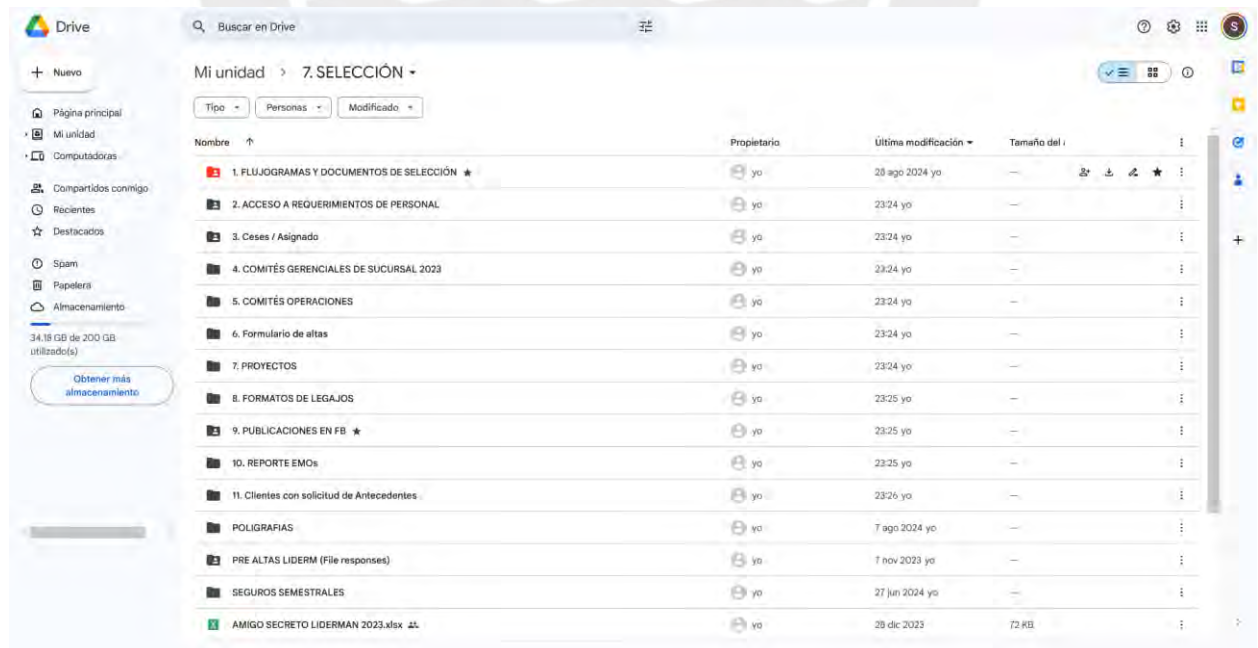 Drive
Buscar en Drive
S
Nuevo
Mi unidad > 7. SELECCIÓN
Tipo Personas Modificado
Página principal
Mi unidad
Computadoras
Compartidos conmigo
Recientes
Destacados
Spam
Papelera
Almacenamiento
34.18 GB de 200 GB
utilizado(s)
Obtener más
almacenamiento
Nombre Propietario Última modificación Tamaño del
1. FLUJOGRAMAS Y DOCUMENTOS DE SELECCIÓN yo 28 ago 2024 yo —
2. ACCESO A REQUERIMIENTOS DE PERSONAL yo 23:24 yo —
3. Ceses / Asignado yo 23:24 yo —
4. COMITÉS GERENCIALES DE SUCURSAL 2023 yo 23:24 yo —
5. COMITÉS OPERACIONES yo 23:24 yo —
6. Formulario de altas yo 23:24 yo —
7. PROYECTOS yo 23:24 yo —
8. FORMATOS DE LEGAJOS yo 23:25 yo —
9. PUBLICACIONES EN FB yo 23:25 yo —
10. REPORTE EMOs yo 23:25 yo —
11. Clientes con solicitud de Antecedentes yo 23:26 yo —
POLIGRAFIAS yo 7 ago 2024 yo —
PRE ALTAS LIDERM (File responses) yo 7 nov 2023 yo —
SEGUROS SEMESTRALES yo 27 jun 2024 yo —
AMIGO SECRETO LIDERMAN 2023.xlsx yo 28 dic 2023 72 KB